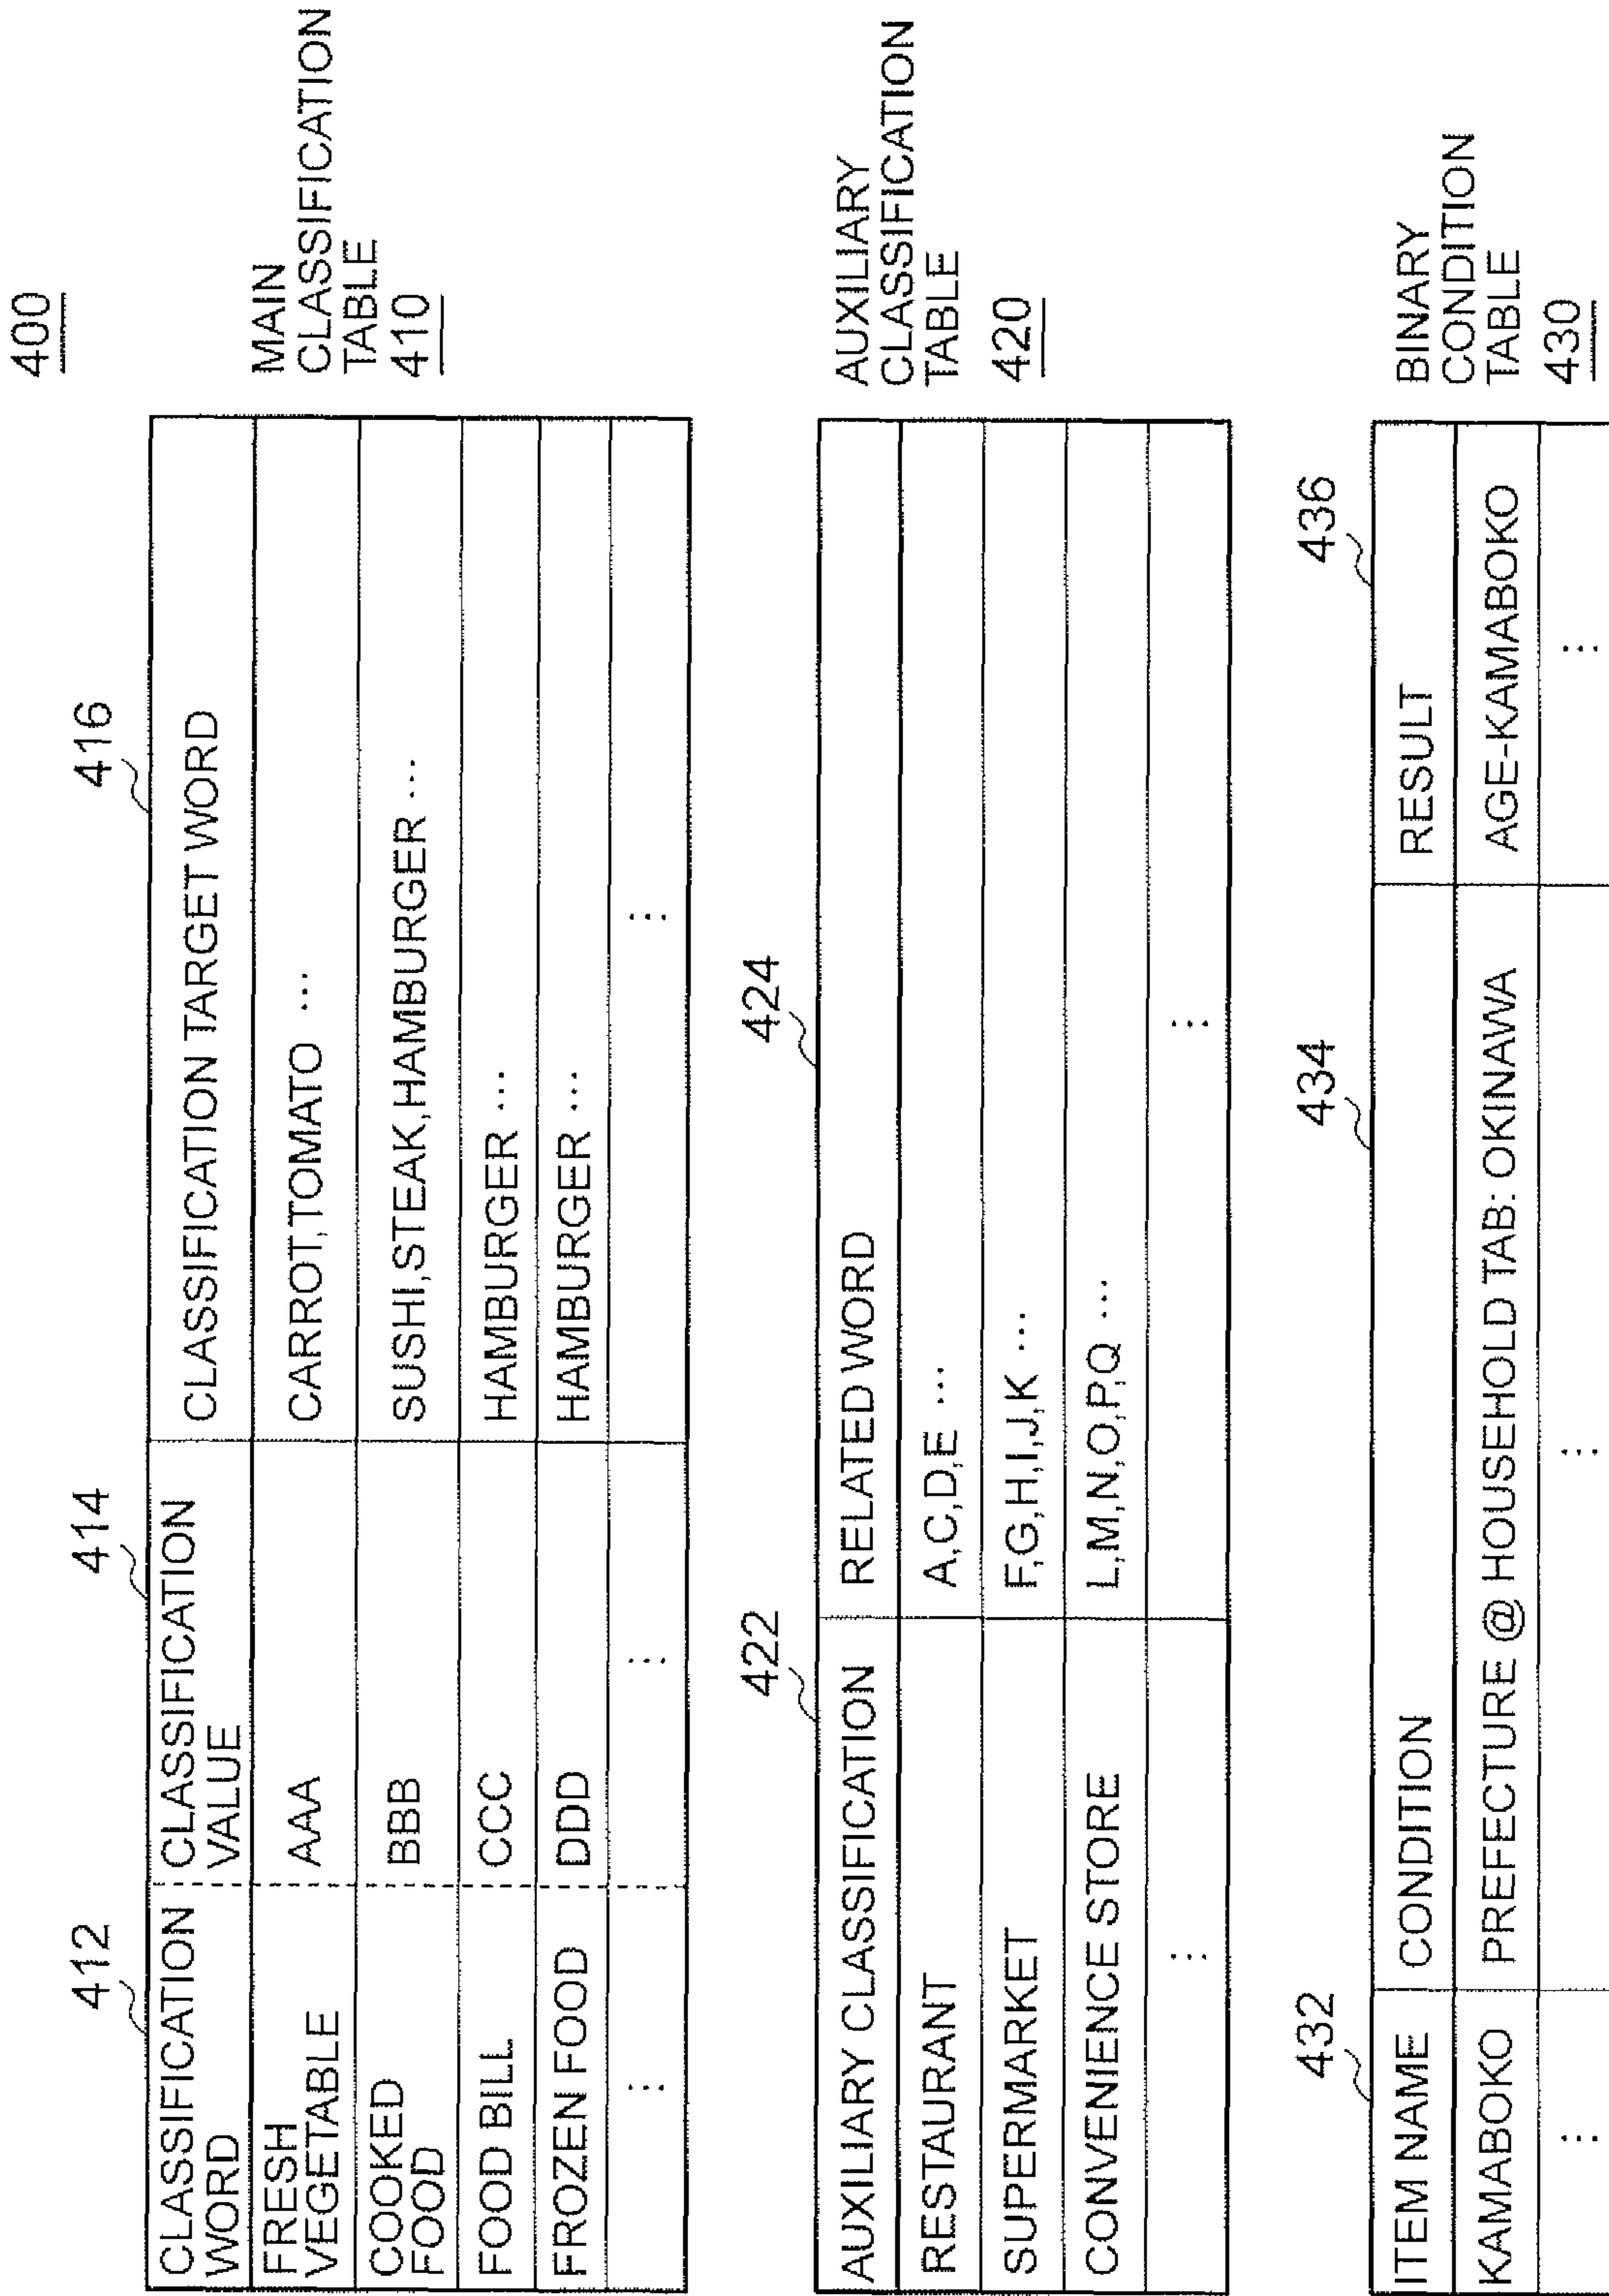 400
412
414
416
CLASSIFICATION WORD
CLASSIFICATION VALUE
CLASSIFICATION TARGET WORD
FRESH VEGETABLE
AAA
CARROT,TOMATO ...
COOKED FOOD
BBB
SUSHI,STEAK,HAMBURGER ...
FOOD BILL
CCC
HAMBURGER ...
FROZEN FOOD
DDD
HAMBURGER ...
...
...
...
MAIN
CLASSIFICATION
TABLE
410
422
424
AUXILIARY CLASSIFICATION
RELATED WORD
RESTAURANT
A,C,D,E ...
SUPERMARKET
F,G,H,I,J,K ...
CONVENIENCE STORE
L,M,N,O,P,Q ...
...
...
AUXILIARY
CLASSIFICATION
TABLE
420
432
434
436
ITEM NAME
CONDITION
RESULT
KAMABOKO
PREFECTURE @ HOUSEHOLD TAB: OKINAWA
AGE-KAMABOKO
...
...
...
BINARY
CONDITION
TABLE
430